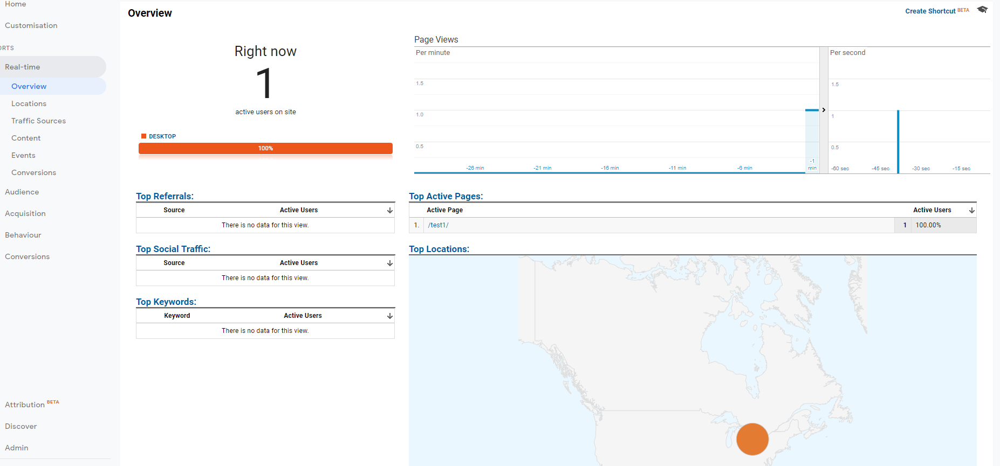 Home
Customisation
ORTS
Real-time
Overview
Locations
Traffic Sources
Content
Events
Conversions
Audience
Acquisition
Behaviour
Conversions
Attribution BETA
Discover
Admin
Overview
Create Shortcut BETA
Right now
1
active users on site
DESKTOP
100%
Page Views
Per minute
1.5
1.0
0.5
-26 min
-21 min
-16 min
-11 min
-6 min
-1
min
Per second
1.5
1
0.5
-60 sec
-45 sec
-30 sec
-15 sec
Top Referrals:
Source Active Users
There is no data for this view.
Top Active Pages:
Active Page Active Users
1. /test1/ 1 100.00%
Top Social Traffic:
Source Active Users
There is no data for this view.
Top Keywords:
Keyword Active Users
There is no data for this view.
Top Locations: